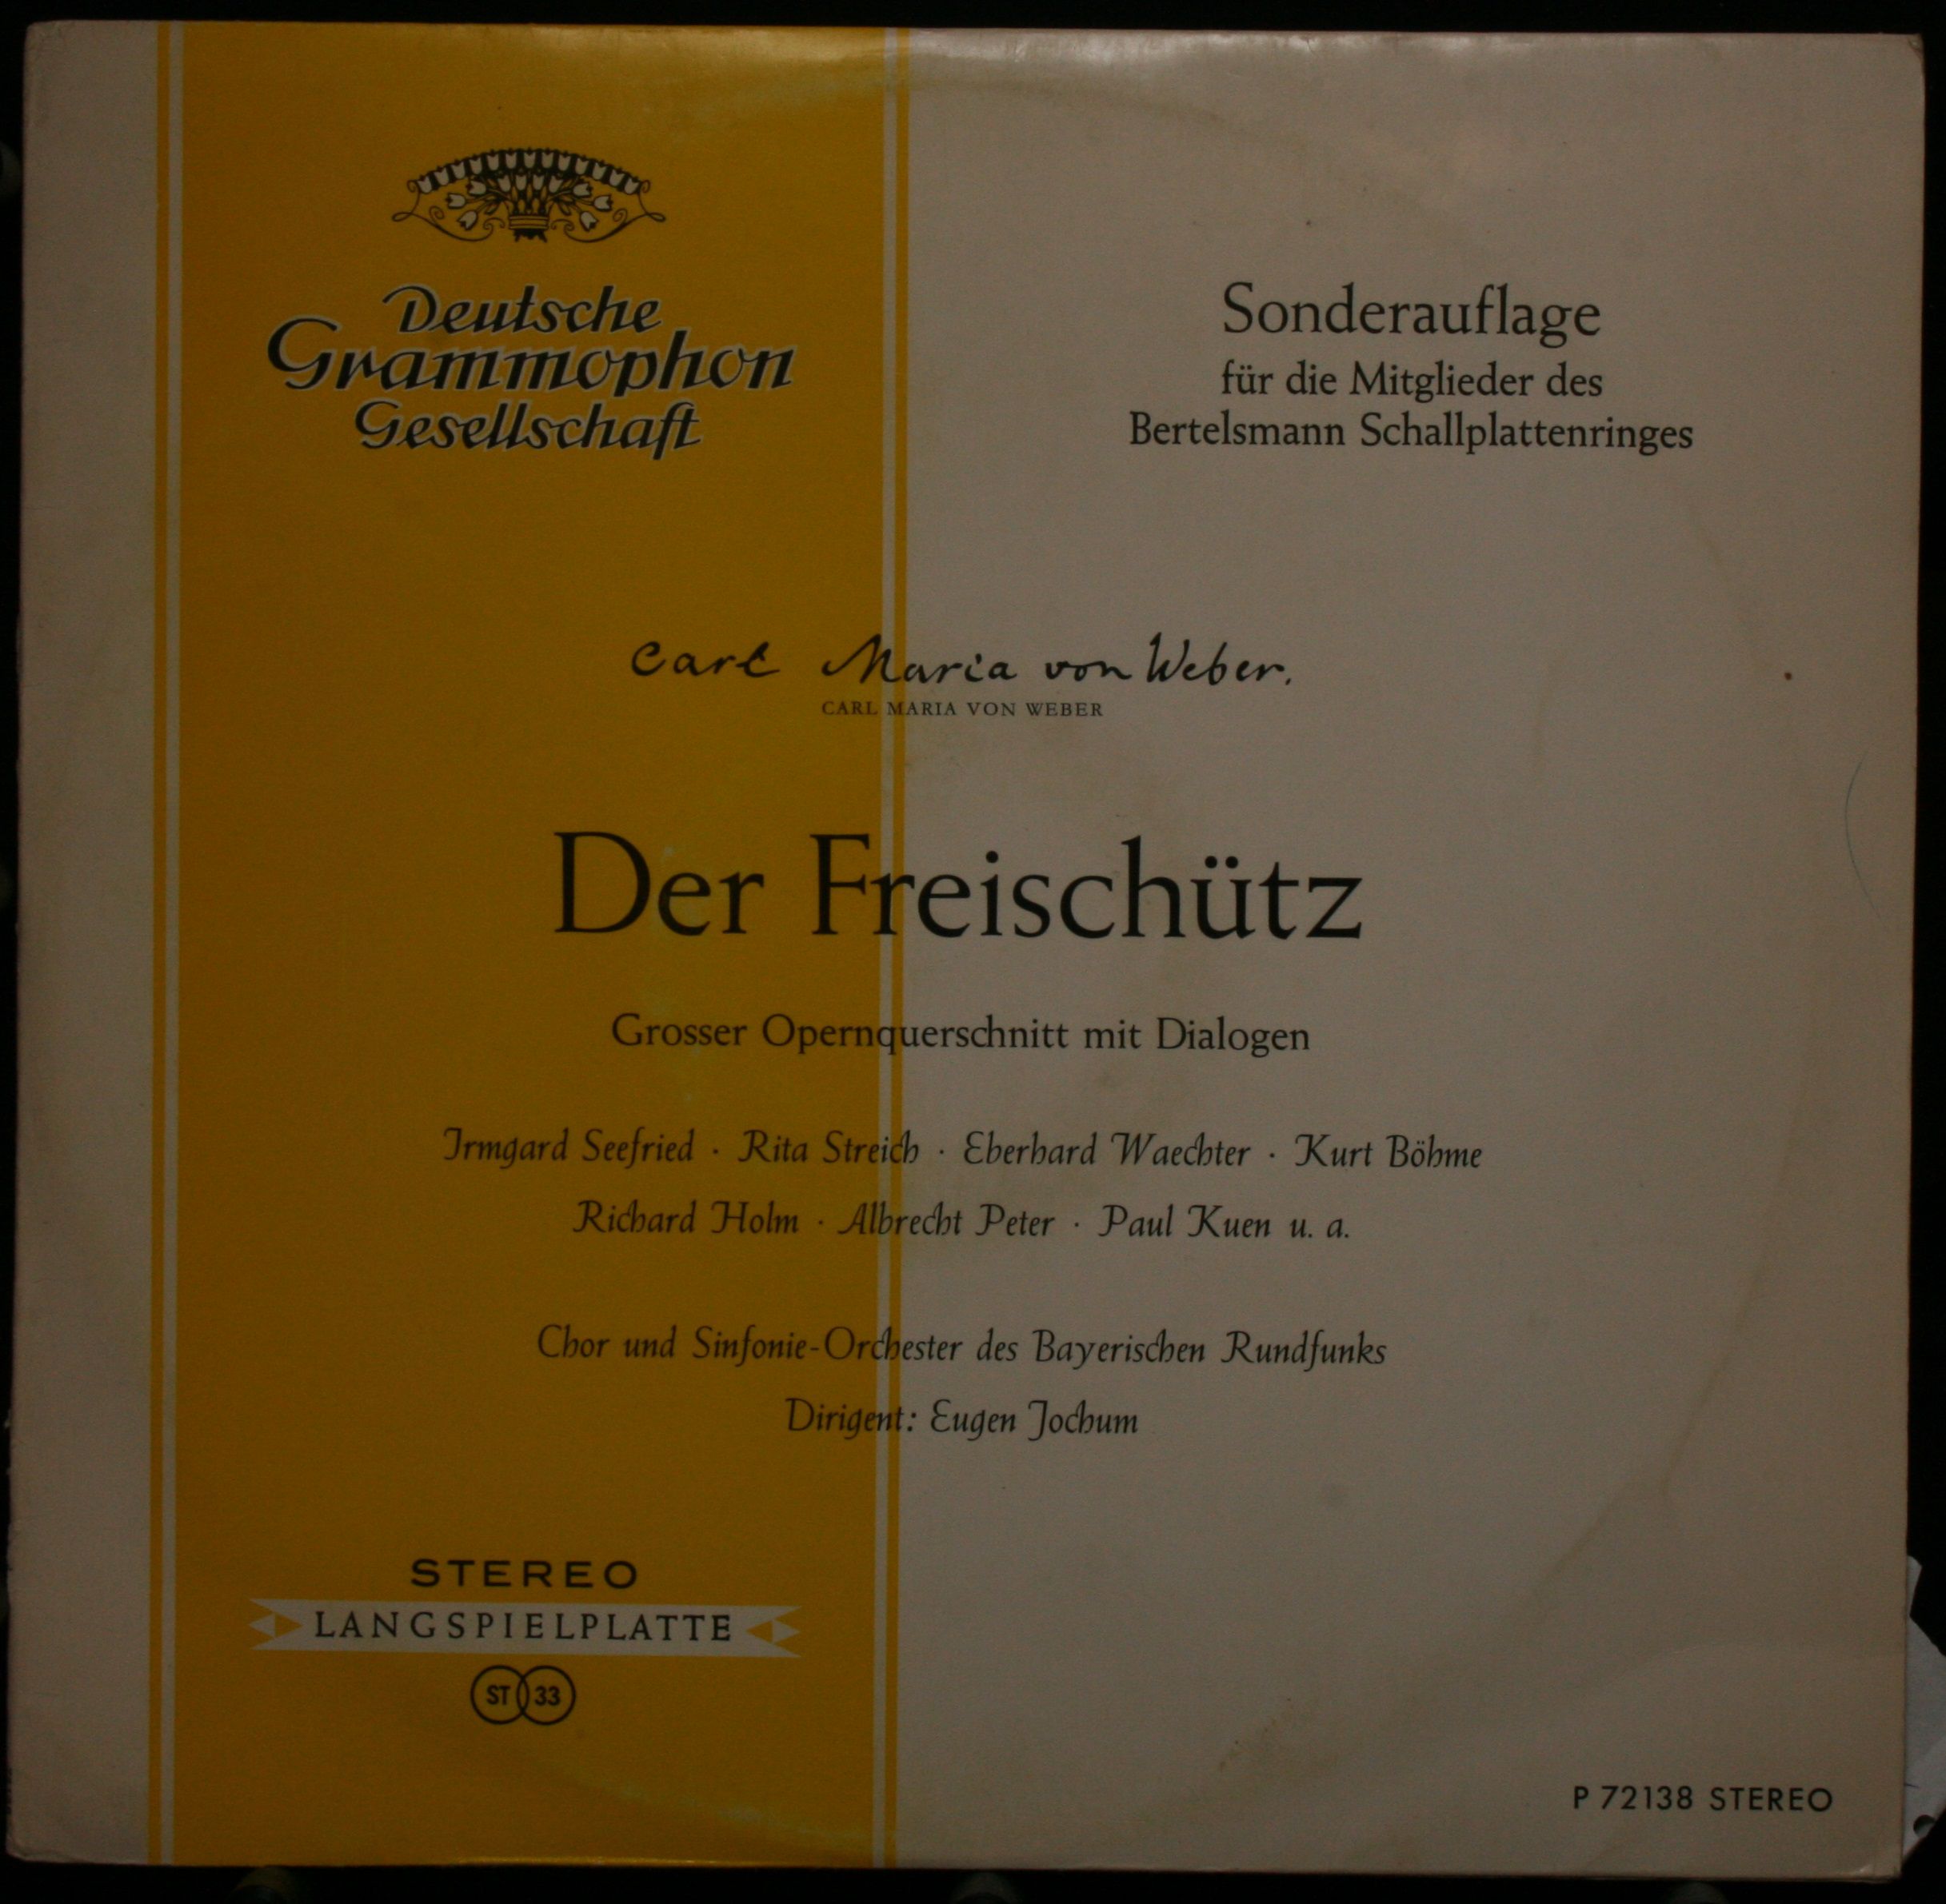 Deutsche
Grammophon
Gesellschaft
Sonderauflage
für die Mitglieder des
Bertelsmann Schallplattenringes
Carl Maria von Weber.
CARL MARIA VON WEBER
Der Freischütz
Grosser Opernquerschnitt mit Dialogen
Irmgard Seefried · Rita Streich · Eberhard Waechter · Kurt Böhme
Richard Holm · Albrecht Peter · Paul Kuen u. a.
Chor und Sinfonie-Orchester des Bayerischen Rundfunks
Dirigent: Eugen Jochum
STEREO
LANGSPIELPLATTE
ST 33
P 72138 STEREO